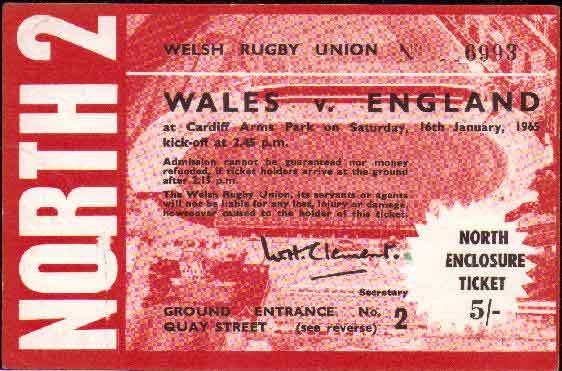 NORTH 2
WELSH RUGBY UNION Nº 6993
WALES v. ENGLAND
at Cardiff Arms Park on Saturday, 16th January, 1965
kick-off at 2.45 p.m.
Admission cannot be guaranteed nor money
refunded, if ticket holders arrive at the ground
after 2.15 p.m.
The Welsh Rugby Union, its servants or agents
will not be liable for any loss, injury or damage,
howsoever caused to the holder of this ticket.
W.H. Clement.
Secretary
NORTH
ENCLOSURE
TICKET
5/-
GROUND ENTRANCE No. 2
QUAY STREET (see reverse)